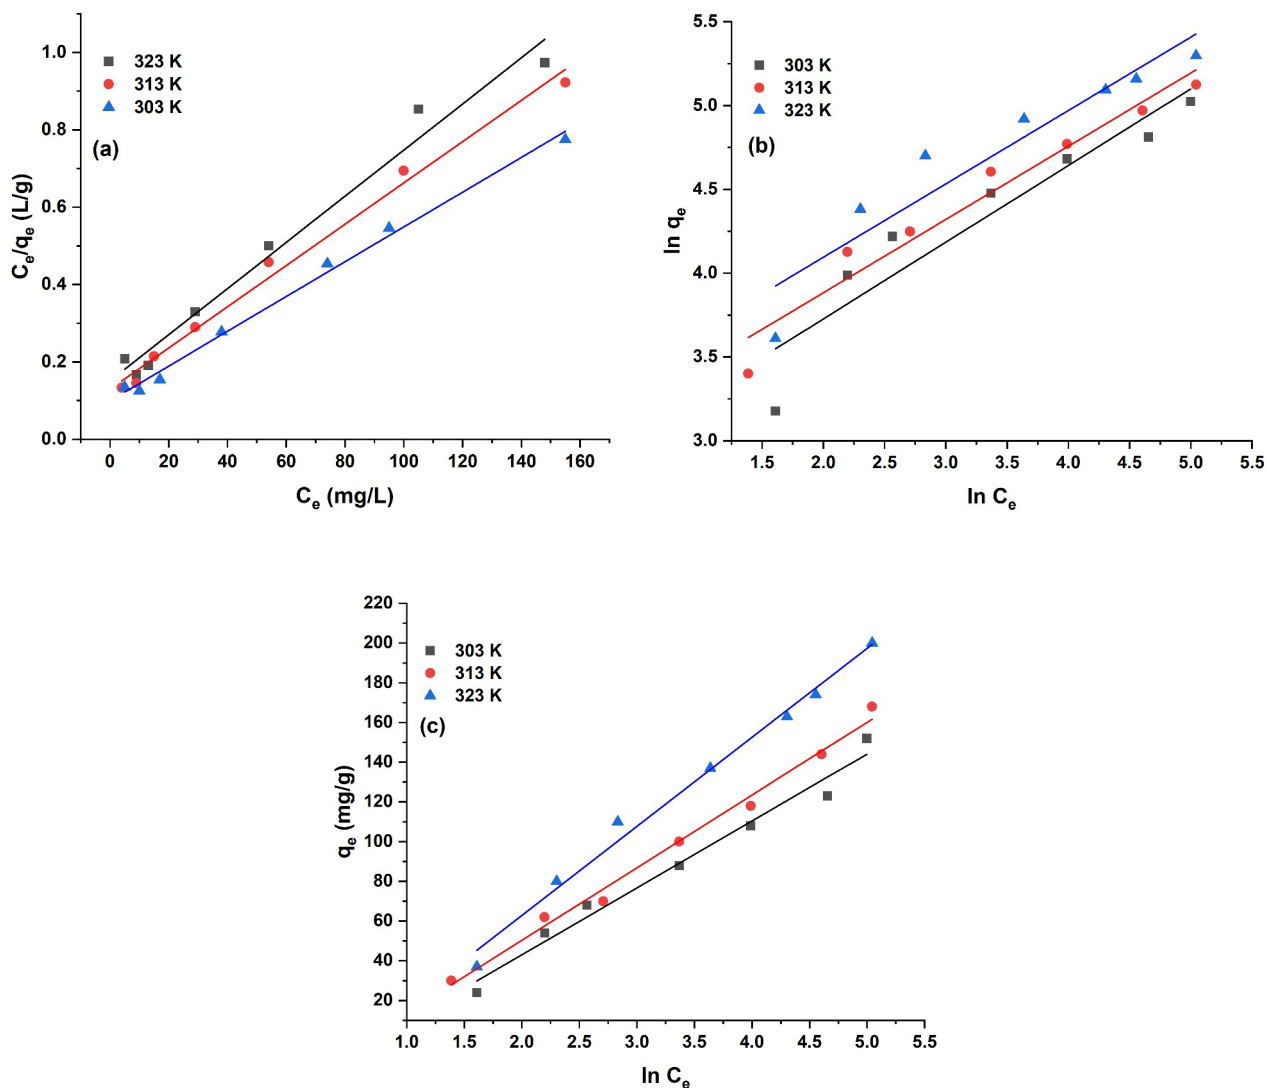 323 K
313 K
303 K
(a)
1.0
0.8
0.6
0.4
0.2
0.0
Ce/qe (L/g)
0 20 40 60 80 100 120 140 160
Ce (mg/L)
303 K
313 K
323 K
(b)
5.5
5.0
4.5
4.0
3.5
3.0
ln qe
1.5 2.0 2.5 3.0 3.5 4.0 4.5 5.0 5.5
ln Ce
303 K
313 K
323 K
(c)
220
200
180
160
140
120
100
80
60
40
20
qe (mg/g)
1.0 1.5 2.0 2.5 3.0 3.5 4.0 4.5 5.0 5.5
ln Ce